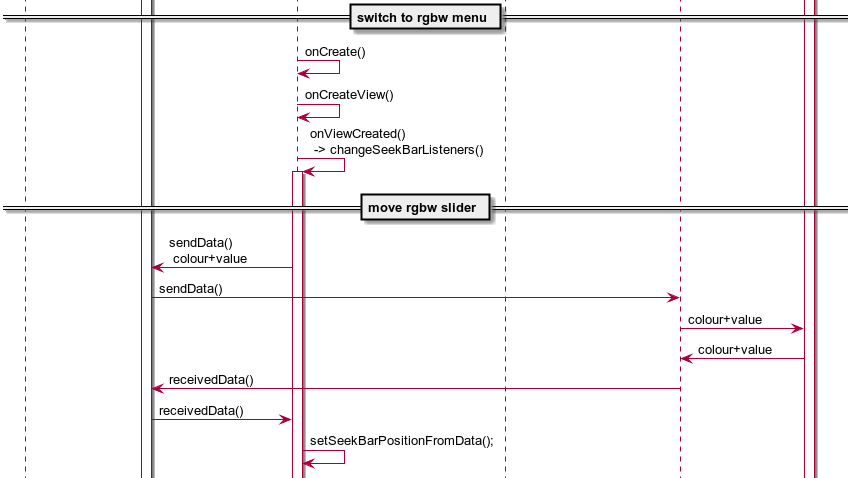 switch to rgbw menu
onCreate()
onCreateView()
onViewCreated()
-> changeSeekBarListeners()
move rgbw slider
sendData()
colour+value
sendData()
colour+value
colour+value
receivedData()
receivedData()
setSeekBarPositionFromData();